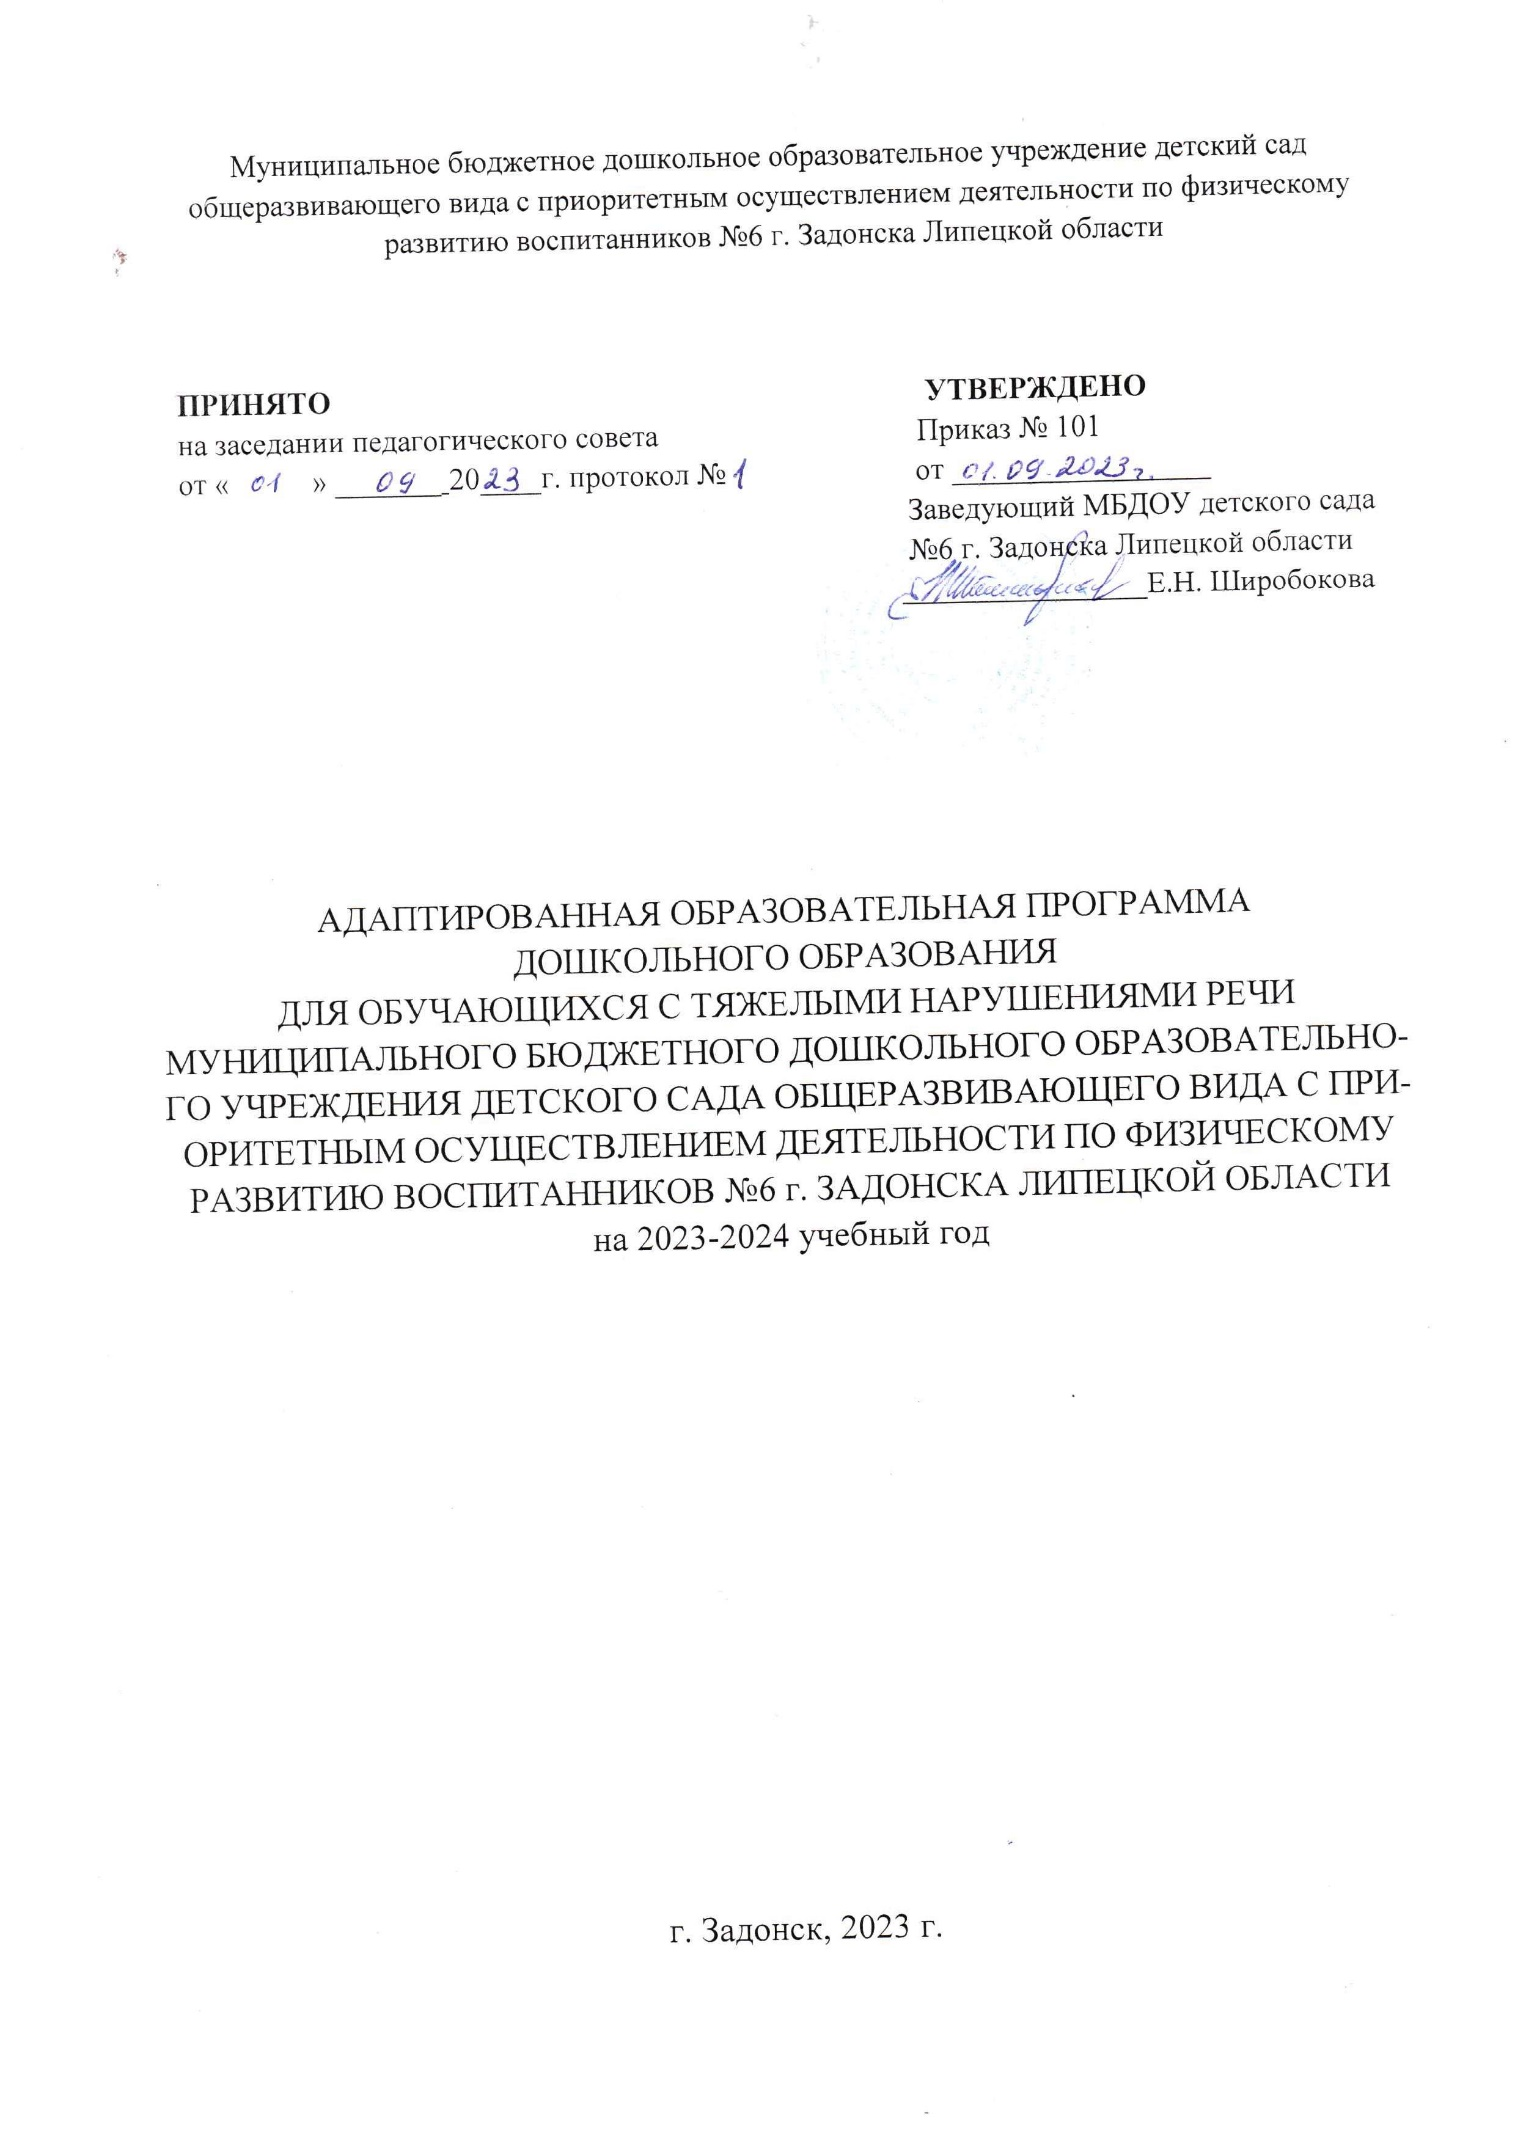 Муниципальное бюджетное дошкольное образовательное учреждение детский сад
общеразвивающего вида с приоритетным осуществлением деятельности по физическому
развитию воспитанников №6 г. Задонска Липецкой области
ПРИНЯТО
на заседании педагогического совета
от « 01 » 09 2023 г. протокол № 1
УТВЕРЖДЕНО
Приказ № 101
от 01.09.2023г.
Заведующий МБДОУ детского сада
№6 г. Задонска Липецкой области
Е.Н. Широбокова
АДАПТИРОВАННАЯ ОБРАЗОВАТЕЛЬНАЯ ПРОГРАММА
ДОШКОЛЬНОГО ОБРАЗОВАНИЯ
ДЛЯ ОБУЧАЮЩИХСЯ С ТЯЖЕЛЫМИ НАРУШЕНИЯМИ РЕЧИ
МУНИЦИПАЛЬНОГО БЮДЖЕТНОГО ДОШКОЛЬНОГО ОБРАЗОВАТЕЛЬНО-
ГО УЧРЕЖДЕНИЯ ДЕТСКОГО САДА ОБЩЕРАЗВИВАЮЩЕГО ВИДА С ПРИ-
ОРИТЕТНЫМ ОСУЩЕСТВЛЕНИЕМ ДЕЯТЕЛЬНОСТИ ПО ФИЗИЧЕСКОМУ
РАЗВИТИЮ ВОСПИТАННИКОВ №6 г. ЗАДОНСКА ЛИПЕЦКОЙ ОБЛАСТИ
на 2023-2024 учебный год
г. Задонск, 2023 г.